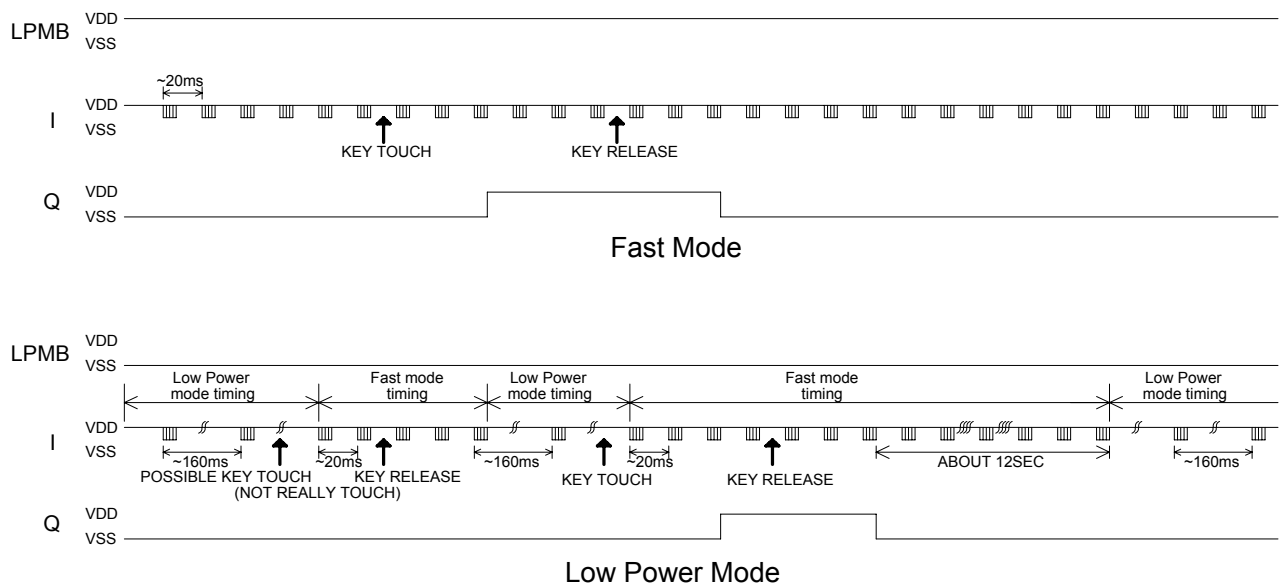 LPMB VDD
VSS
~20ms
I VDD
VSS
KEY TOUCH KEY RELEASE
Q VDD
VSS
Fast Mode
LPMB VDD
VSS
Low Power mode timing
Fast mode timing
Low Power mode timing
Fast mode timing
Low Power mode timing
I VDD
VSS
~160ms ~20ms ~160ms ~20ms ABOUT 12SEC ~160ms
POSSIBLE KEY TOUCH
(NOT REALLY TOUCH)
KEY RELEASE
KEY TOUCH
KEY RELEASE
Q VDD
VSS
Low Power Mode